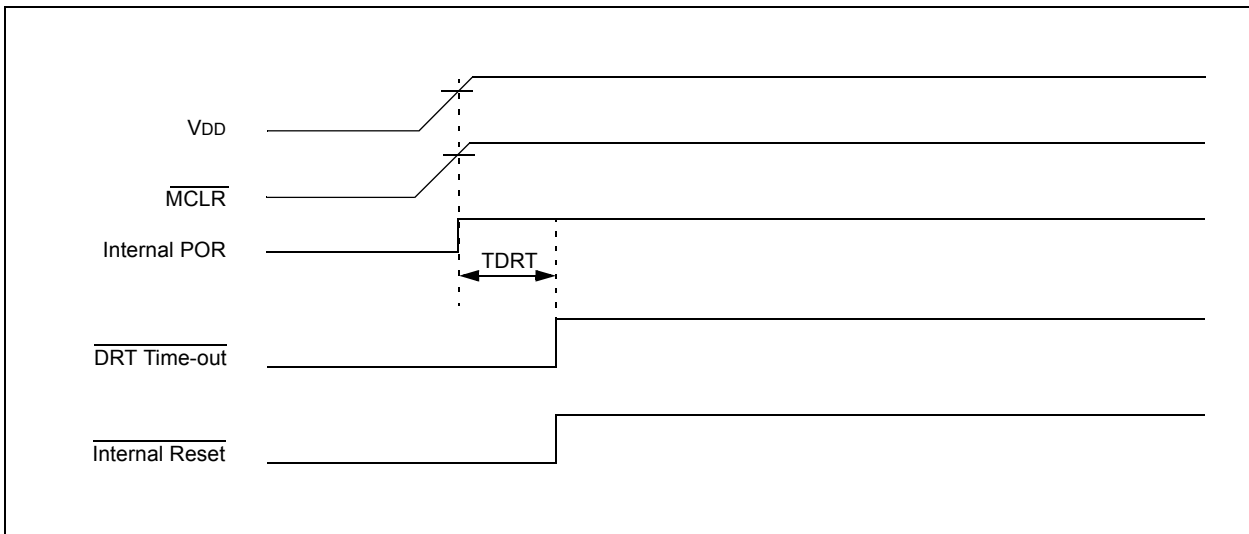 VDD
MCLR
Internal POR
TDRT
DRT Time-out
Internal Reset